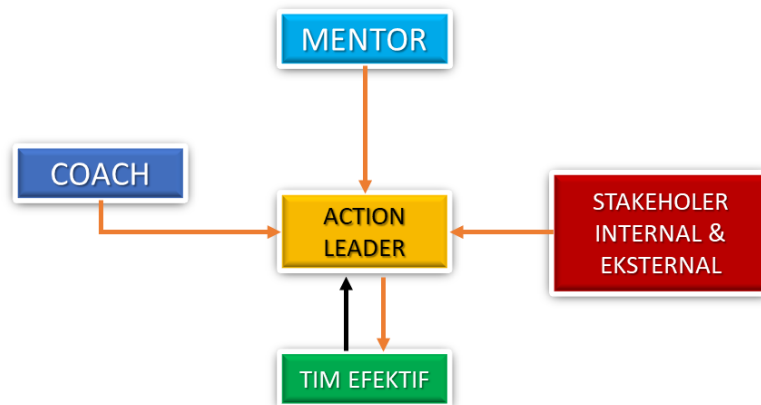 MENTOR
COACH
ACTION
LEADER
STAKEHOLER
INTERNAL &
EKSTERNAL
TIM EFEKTIF